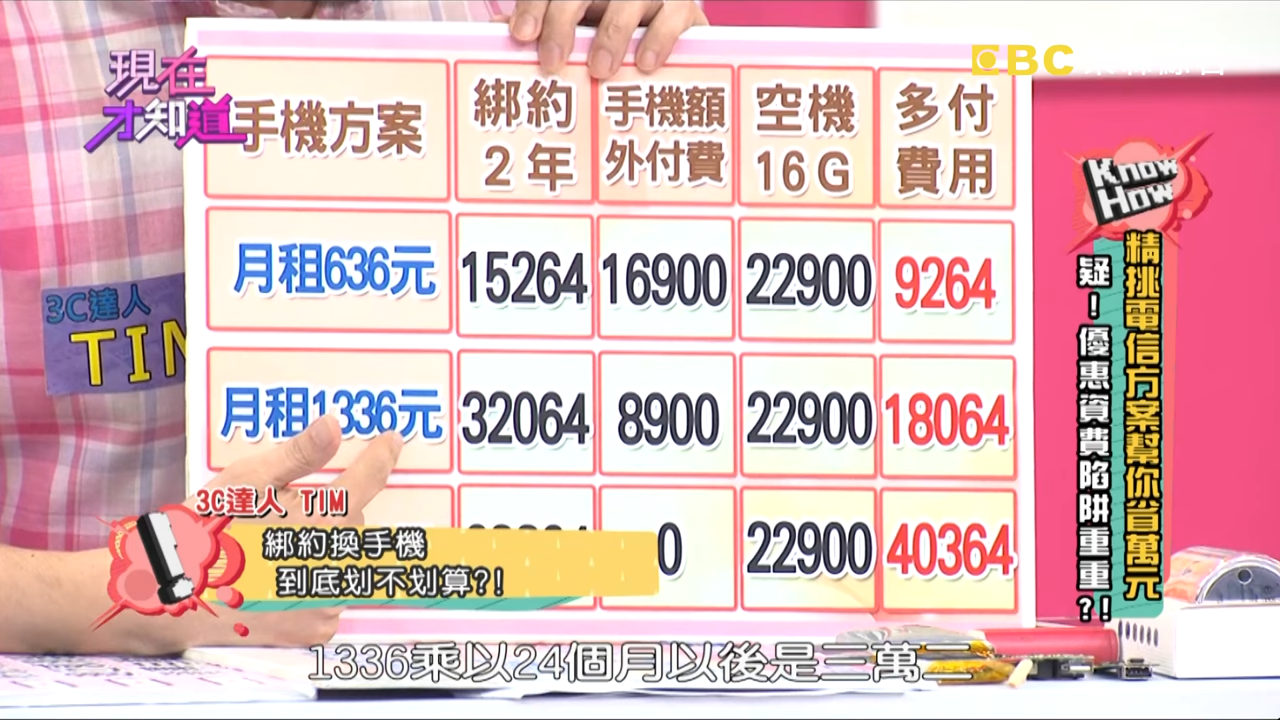 現在
才知道
EBC
手機方案
綁約
2年
手機額
外付費
空機
16G
多付
費用
月租636元
15264
16900
22900
9264
月租1336元
32064
8900
22900
18064
0
22900
40364
3C達人
TIM
Know
How
精挑電信方案幫你省萬元
疑!優惠資費陷阱重重?!
3C達人 TIM
綁約換手機
到底划不划算?!
1336乘以24個月以後是三萬二